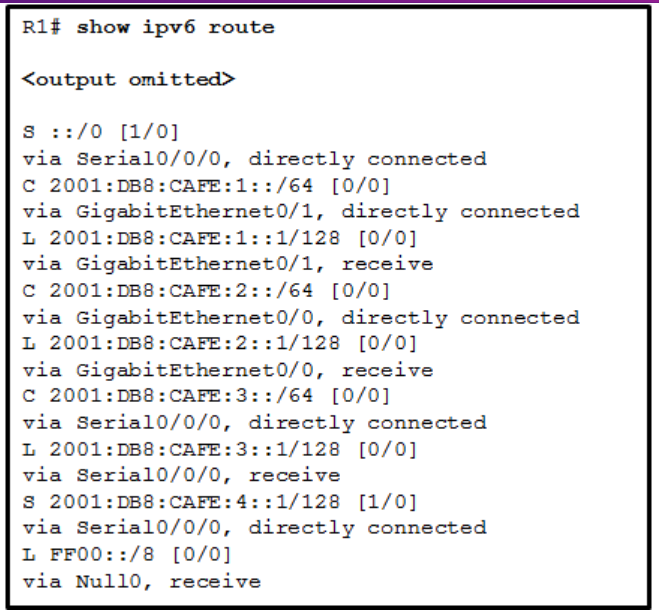 R1# show ipv6 route
<output omitted>
S ::/0 [1/0]
via Serial0/0/0, directly connected
C 2001:DB8:CAFE:1::/64 [0/0]
via GigabitEthernet0/1, directly connected
L 2001:DB8:CAFE:1::1/128 [0/0]
via GigabitEthernet0/1, receive
C 2001:DB8:CAFE:2::/64 [0/0]
via GigabitEthernet0/0, directly connected
L 2001:DB8:CAFE:2::1/128 [0/0]
via GigabitEthernet0/0, receive
C 2001:DB8:CAFE:3::/64 [0/0]
via Serial0/0/0, directly connected
L 2001:DB8:CAFE:3::1/128 [0/0]
via Serial0/0/0, receive
S 2001:DB8:CAFE:4::1/128 [1/0]
via Serial0/0/0, directly connected
L FF00::/8 [0/0]
via Null0, receive